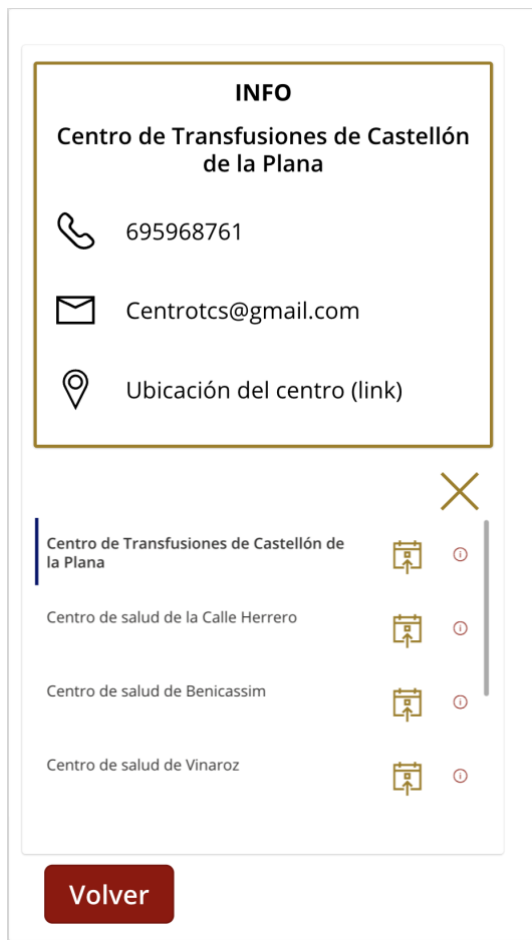 INFO
Centro de Transfusiones de Castellón
de la Plana
695968761
Centrotcs@gmail.com
Ubicación del centro (link)
Centro de Transfusiones de Castellón de
la Plana
Centro de salud de la Calle Herrero
Centro de salud de Benicassim
Centro de salud de Vinaroz
Volver